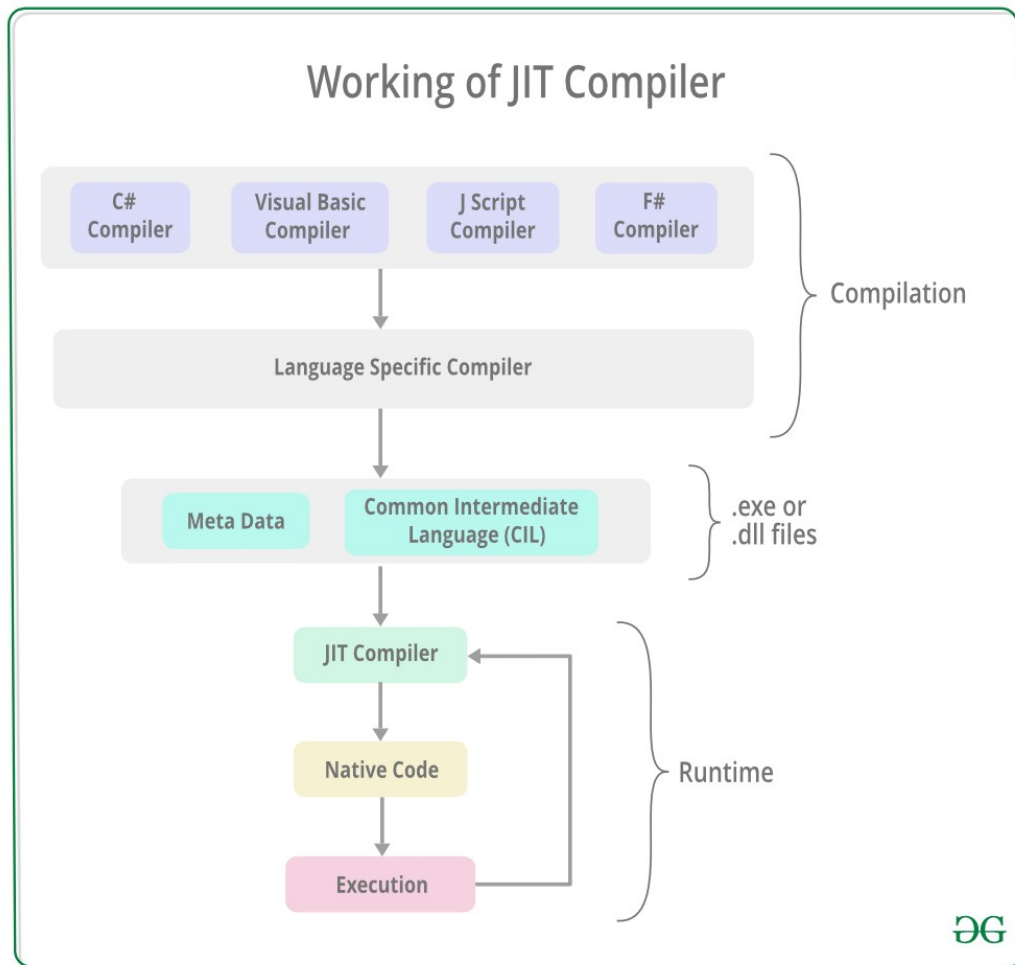 Working of JIT Compiler
C#
Compiler
Visual Basic
Compiler
J Script
Compiler
F#
Compiler
Compilation
Language Specific Compiler
Meta Data
Common Intermediate
Language (CIL)
.exe or
.dll files
JIT Compiler
Native Code
Runtime
Execution